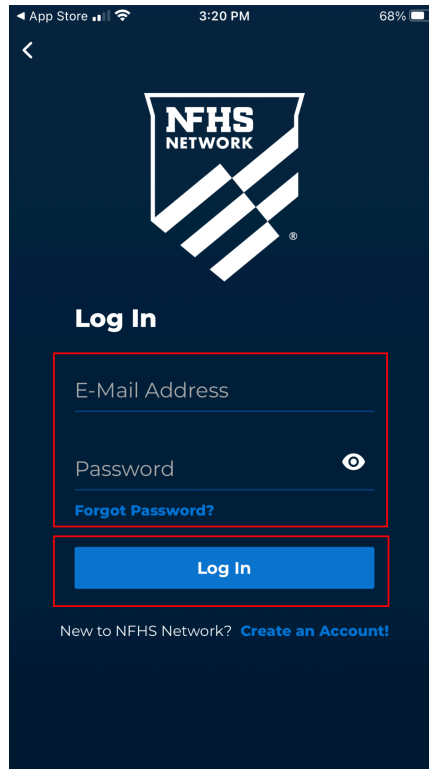 App Store 3:20 PM 68%
NFHS
NETWORK
®
Log In
E-Mail Address
Password
Forgot Password?
Log In
New to NFHS Network? Create an Account!